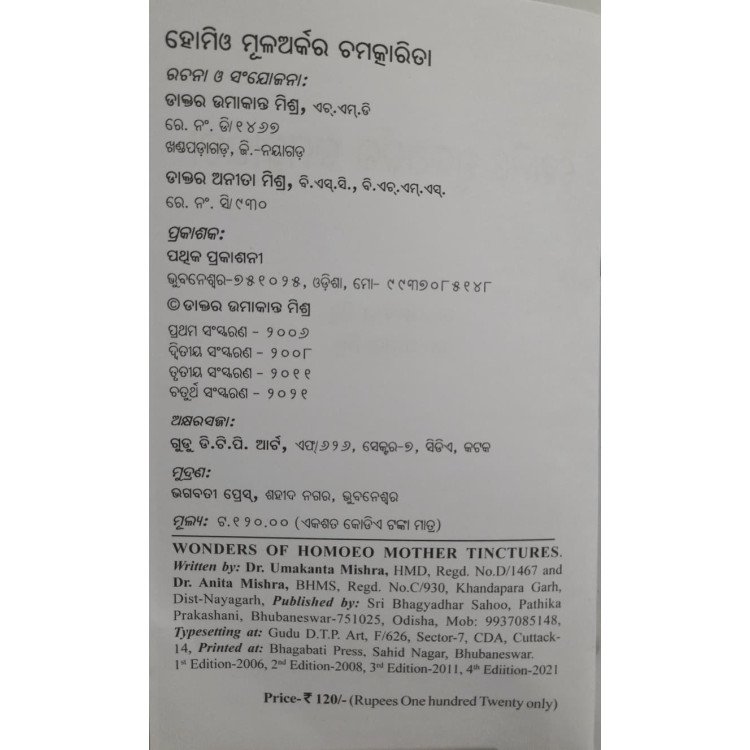 ହୋମିଓ ମୂଳଅର୍କର ଚମତ୍କାରିତା
ରଚନା ଓ ସଂଯୋଜନା:
ଡାକ୍ତର ଉମାକାନ୍ତ ମିଶ୍ର, ଏଚ୍.ଏମ୍.ଡି
ରେ. ନଂ. ଡି/୧୪୬୭
ଖଣ୍ଡପଡ଼ାଗଡ଼, ଜି.-ନୟାଗଡ଼
ଡାକ୍ତର ଅନୀତା ମିଶ୍ର, ବି.ଏସ୍.ସି., ବି.ଏଚ୍.ଏମ୍.ଏସ୍.
ରେ. ନଂ. ସି/୯୩୦
ପ୍ରକାଶକ:
ପଥିକ ପ୍ରକାଶନୀ
ଭୁବନେଶ୍ୱର-୭୫୧୦୨୫, ଓଡ଼ିଶା, ମୋ- ୯୯୩୭୦୮୫୧୪୮
© ଡାକ୍ତର ଉମାକାନ୍ତ ମିଶ୍ର
ପ୍ରଥମ ସଂସ୍କରଣ - ୨୦୦୬
ଦ୍ୱିତୀୟ ସଂସ୍କରଣ - ୨୦୦୮
ତୃତୀୟ ସଂସ୍କରଣ - ୨୦୧୧
ଚତୁର୍ଥ ସଂସ୍କରଣ - ୨୦୨୧
ଅକ୍ଷରସଜ୍ଜା:
ଗୁଡୁ ଡି.ଟି.ପି. ଆର୍ଟ, ଏଫ/୬୨୬, ସେକ୍ଟର-୭, ସିଡିଏ, କଟକ
ମୁଦ୍ରଣ:
ଭଗବତୀ ପ୍ରେସ୍, ଶହୀଦ ନଗର, ଭୁବନେଶ୍ୱର
ମୂଲ୍ୟ: ଟ.୧୨୦.୦୦ (ଏକଶତ କୋଡିଏ ଟଙ୍କା ମାତ୍ର)
WONDERS OF HOMOEO MOTHER TINCTURES.
Written by: Dr. Umakanta Mishra, HMD, Regd. No.D/1467 and
Dr. Anita Mishra, BHMS, Regd. No.C/930, Khandapara Garh,
Dist-Nayagarh, Published by: Sri Bhagyadhar Sahoo, Pathika
Prakashani, Bhubaneswar-751025, Odisha, Mob: 9937085148,
Typesetting at: Gudu D.T.P. Art, F/626, Sector-7, CDA, Cuttack-
14, Printed at: Bhagabati Press, Sahid Nagar, Bhubaneswar.
1st Edition-2006, 2nd Edition-2008, 3rd Edition-2011, 4th Ediition-2021
Price-₹ 120/- (Rupees One hundred Twenty only)